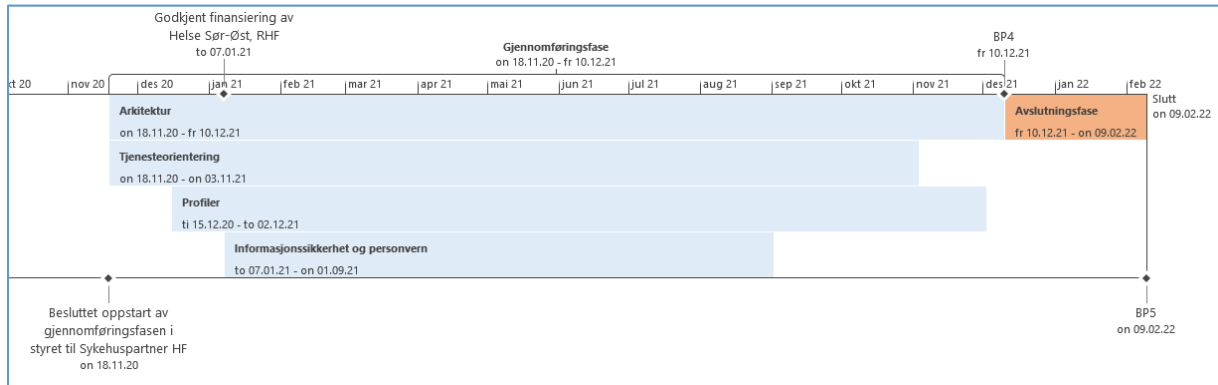 Godkjent finansiering av
Helse Sør-Øst, RHF
to 07.01.21
Gjennomføringsfase
on 18.11.20 - fr 10.12.21
BP4
fr 10.12.21
kt 20
nov 20
des 20
jan 21
feb 21
mar 21
apr 21
mai 21
jun 21
jul 21
aug 21
sep 21
okt 21
nov 21
des 21
jan 22
feb 22
Slutt
on 09.02.22
Arkitektur
on 18.11.20 - fr 10.12.21
Avslutningsfase
fr 10.12.21 - on 09.02.22
Tjenesteorientering
on 18.11.20 - on 03.11.21
Profiler
ti 15.12.20 - to 02.12.21
Informasjonssikkerhet og personvern
to 07.01.21 - on 01.09.21
Besluttet oppstart av
gjennomføringsfasen i
styret til Sykehuspartner HF
on 18.11.20
BP5
on 09.02.22